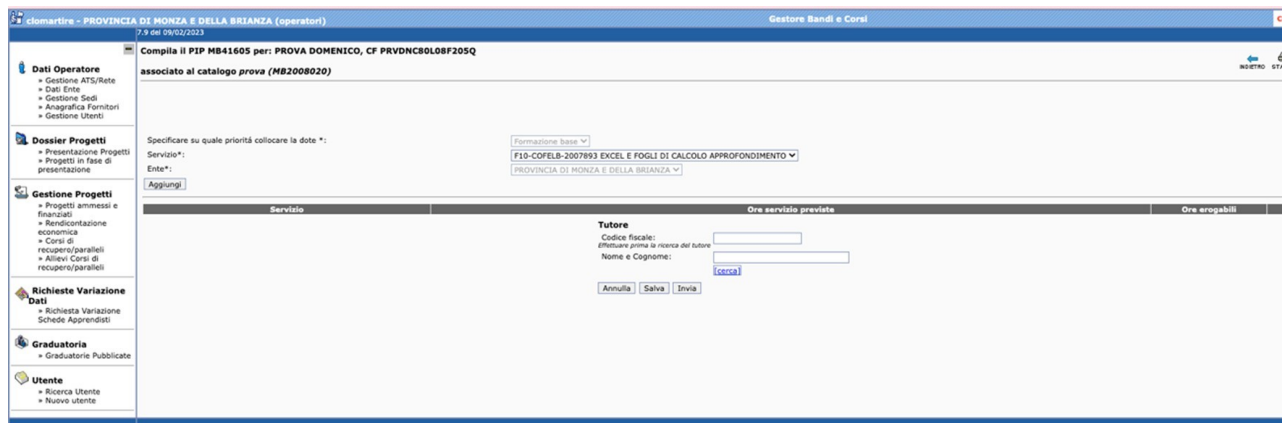 clomartire - PROVINCIA DI MONZA E DELLA BRIANZA (operatori)
Gestore Bandi e Corsi
7.9 del 09/02/2023
Compila il PIP MB41605 per: PROVA DOMENICO, CF PRVDNC80L08F205Q
associato al catalogo prova (MB2008020)
INDIETRO
Dati Operatore
» Gestione ATS/Rete
» Dati Ente
» Gestione Sedi
» Anagrafica Fornitori
» Gestione Utenti
Dossier Progetti
» Presentazione Progetti
» Progetti in fase di
presentazione
Gestione Progetti
» Progetti ammessi e
finanziati
» Rendicontazione
economica
» Corsi di
recupero/paralleli
» Allievi Corsi di
recupero/paralleli
Richieste Variazione
Dati
» Richiesta Variazione
Schede Apprendisti
Graduatoria
» Graduatorie Pubblicate
Utente
» Ricerca Utente
» Nuovo utente
Specificare su quale priorità collocare la dote *:
Formazione base
Servizio*:
F10-COFELB-2007893 EXCEL E FOGLI DI CALCOLO APPROFONDIMENTO
Ente*:
PROVINCIA DI MONZA E DELLA BRIANZA
Aggiungi
Servizio Ore servizio previste Ore erogabili
Tutore
Codice fiscale:
Effettuare prima la ricerca del tutore
Nome e Cognome:
[cerca]
Annulla Salva Invia